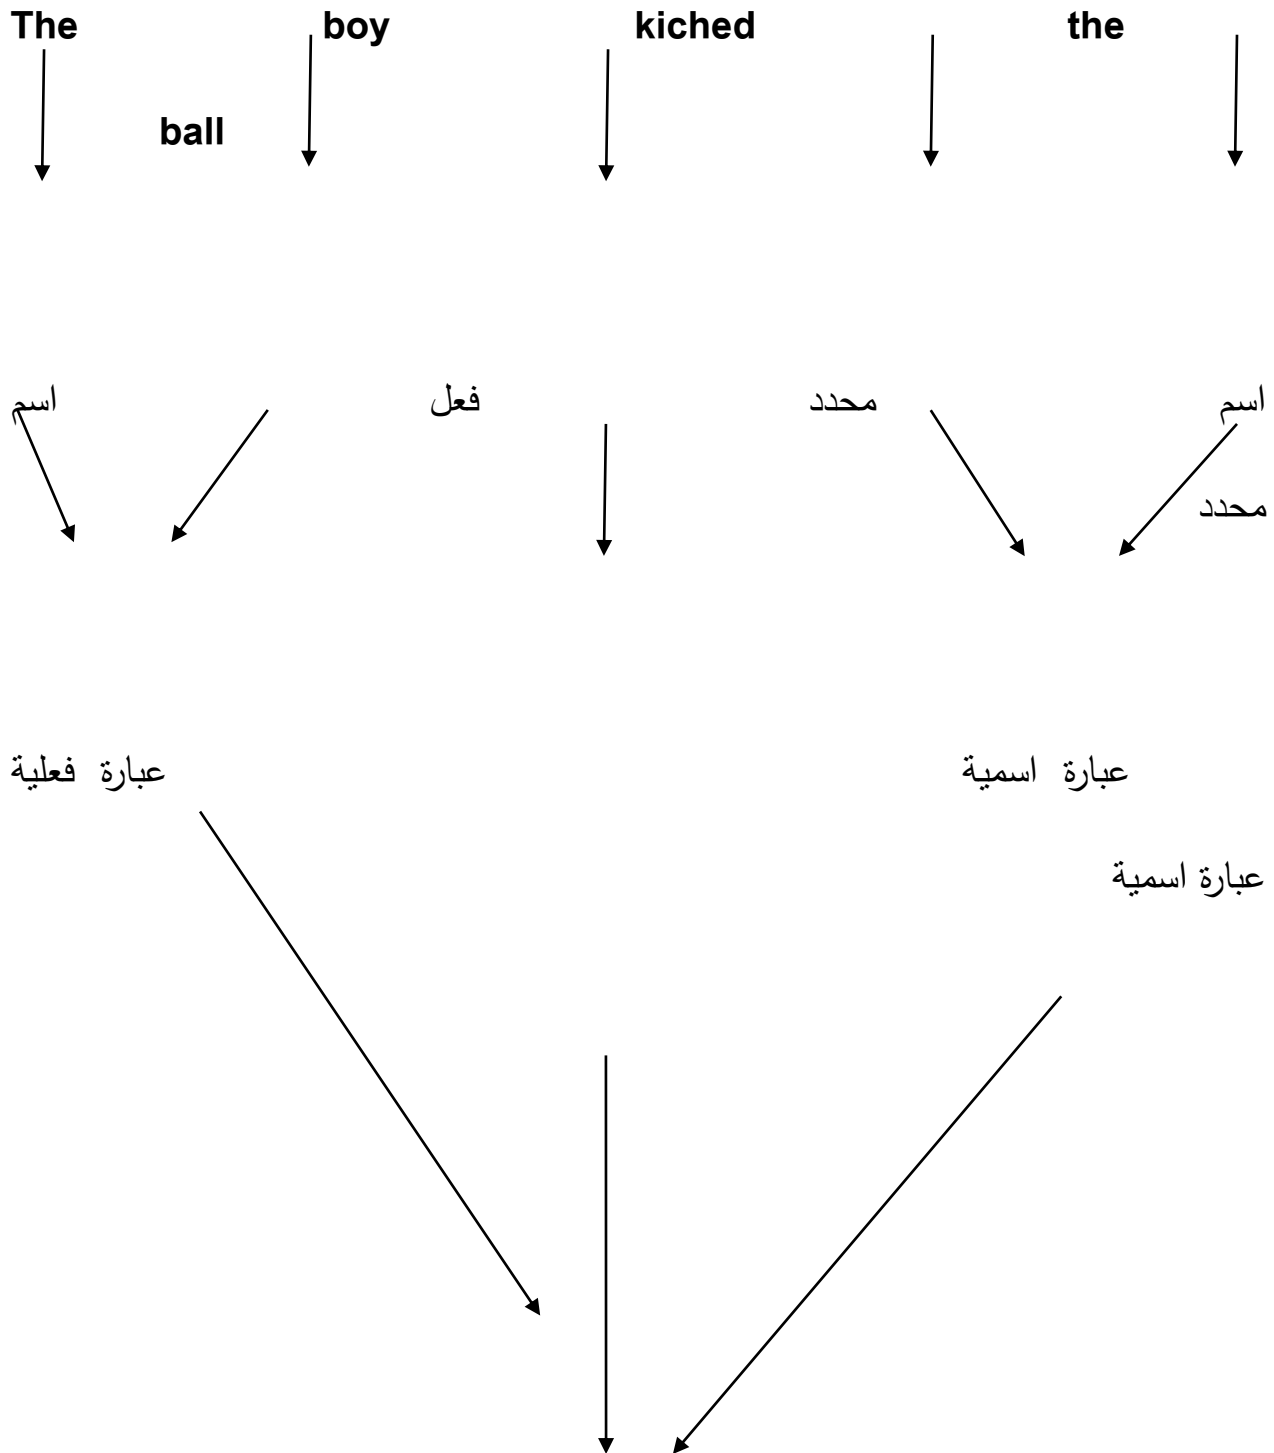 The boy kiched the
ball
اسم محدد فعل اسم
محدد
عبارة اسمية عبارة فعلية
عبارة اسمية